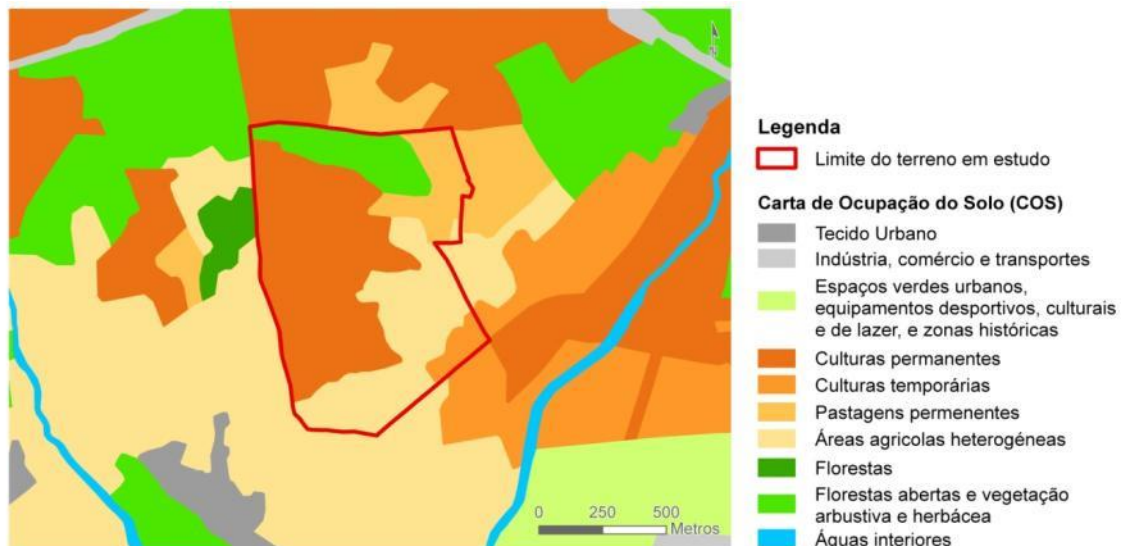 N
Legenda
Limite do terreno em estudo
Carta de Ocupação do Solo (COS)
Tecido Urbano
Indústria, comércio e transportes
Espaços verdes urbanos,
equipamentos desportivos, culturais
e de lazer, e zonas históricas
Culturas permanentes
Culturas temporárias
Pastagens permenentes
Áreas agricolas heterogéneas
Florestas
Florestas abertas e vegetação
arbustiva e herbácea
Águas interiores
0 250 500
Metros